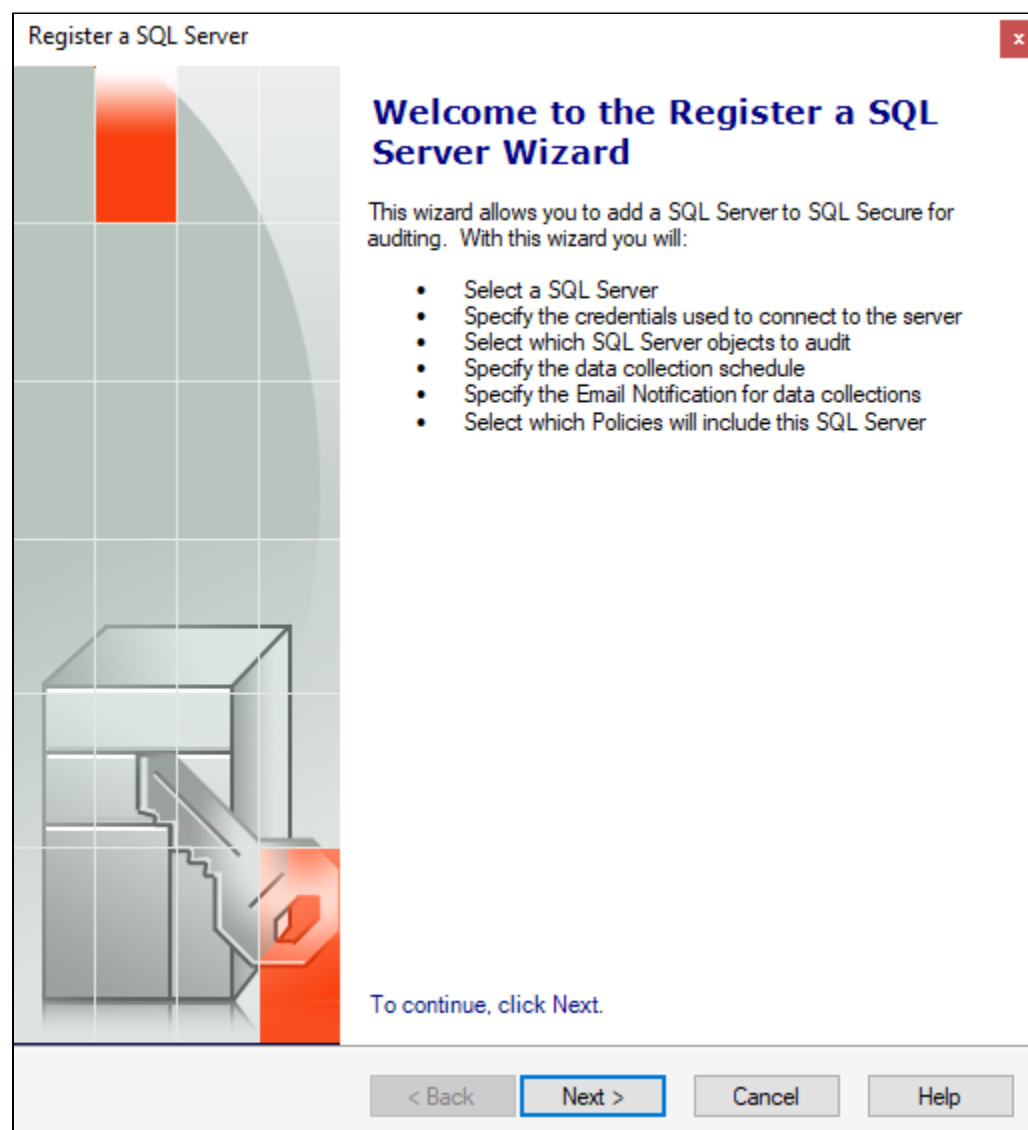 Register a SQL Server
x
Welcome to the Register a SQL
Server Wizard
This wizard allows you to add a SQL Server to SQL Secure for
auditing.  With this wizard you will:
• Select a SQL Server
• Specify the credentials used to connect to the server
• Select which SQL Server objects to audit
• Specify the data collection schedule
• Specify the Email Notification for data collections
• Select which Policies will include this SQL Server
To continue, click Next.
< Back
Next >
Cancel
Help